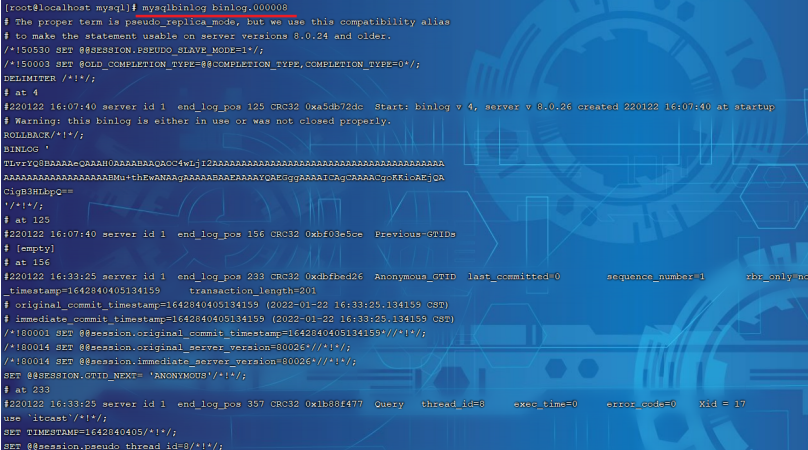 [root@localhost mysql]# mysqlbinlog binlog.000008
# The proper term is pseudo_replica_mode, but we use this compatibility alias
# to make the statement usable on server versions 8.0.24 and older.
/*!50530 SET @@SESSION.PSEUDO_SLAVE_MODE=1*/;
/*!50003 SET @OLD_COMPLETION_TYPE=@@COMPLETION_TYPE,COMPLETION_TYPE=0*/;
DELIMITER /*!*/;
# at 4
#220122 16:07:40 server id 1  end_log_pos 125 CRC32 0xa5db72dc  Start: binlog v 4, server v 8.0.26 created 220122 16:07:40 at startup
# Warning: this binlog is either in use or was not closed properly.
ROLLBACK/*!*/;
BINLOG '
TLvrYQ8BAAAAeQAAAH0AAAABAAQAOC4wLjI2AAAAAAAAAAAAAAAAAAAAAAAAAAAAAAAAAAAAAAAA
AAAAAAAAAAAAAAAAAABMu+thEwANAAgAAAAABAAEAAAAYQAEGggAAAAICAgCAAAACgoKKioAEjQA
CigB3HLbpQ==
'/*!*/;
# at 125
#220122 16:07:40 server id 1  end_log_pos 156 CRC32 0xbf03e5ce  Previous-GTIDs
# [empty]
# at 156
#220122 16:33:25 server id 1  end_log_pos 233 CRC32 0xdbfbed26  Anonymous_GTID  last_committed=0        sequence_number=1       rbr_only=no
_timestamp=1642840405134159     transaction_length=201
# original_commit_timestamp=1642840405134159 (2022-01-22 16:33:25.134159 CST)
# immediate_commit_timestamp=1642840405134159 (2022-01-22 16:33:25.134159 CST)
/*!80001 SET @@session.original_commit_timestamp=1642840405134159*//*!*/;
/*!80014 SET @@session.original_server_version=80026*//*!*/;
/*!80014 SET @@session.immediate_server_version=80026*//*!*/;
SET @@SESSION.GTID_NEXT= 'ANONYMOUS'/*!*/;
# at 233
#220122 16:33:25 server id 1  end_log_pos 357 CRC32 0x1b88f477  Query   thread_id=8     exec_time=0     error_code=0    Xid = 17
use `itcast`/*!*/;
SET TIMESTAMP=1642840405/*!*/;
SET @@session.pseudo_thread_id=8/*!*/;